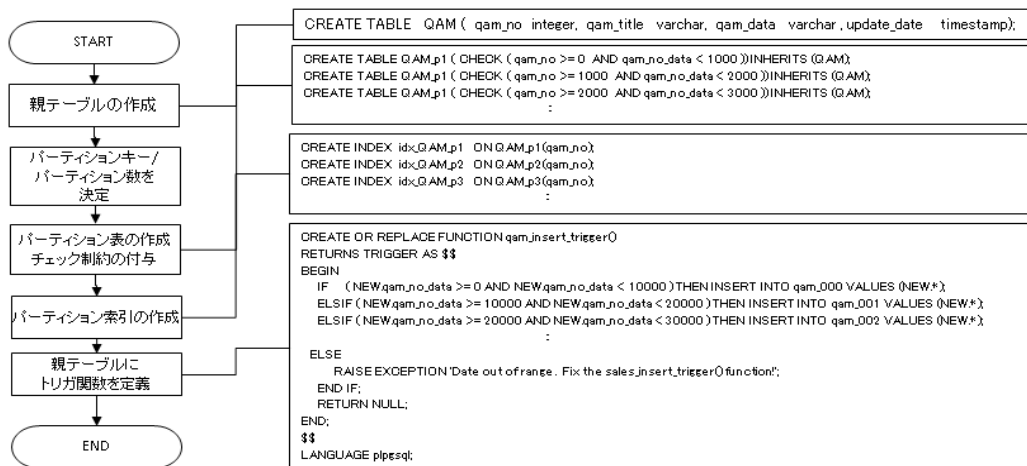 START
親テーブルの作成
パーティションキー/
パーティション数を
決定
パーティション表の作成
チェック制約の付与
パーティション索引の作成
親テーブルに
トリガ関数を定義
END
CREATE TABLE QAM ( qam_no integer, qam_title varchar, qam_data varchar, update_date timestamp);
CREATE TABLE QAM_p1 ( CHECK ( qam_no >= 0 AND qam_no_data < 1000 ))INHERITS (QAM);
CREATE TABLE QAM_p1 ( CHECK ( qam_no >= 1000 AND qam_no_data < 2000 ))INHERITS (QAM);
CREATE TABLE QAM_p1 ( CHECK ( qam_no >= 2000 AND qam_no_data < 3000 ))INHERITS (QAM);
:
CREATE INDEX idx_QAM_p1 ON QAM_p1(qam_no);
CREATE INDEX idx_QAM_p2 ON QAM_p2(qam_no);
CREATE INDEX idx_QAM_p3 ON QAM_p3(qam_no);
:
CREATE OR REPLACE FUNCTION qam_insert_trigger()
RETURNS TRIGGER AS $$
BEGIN
IF ( NEW.qam_no_data >= 0 AND NEW.qam_no_data < 10000 ) THEN INSERT INTO qam_000 VALUES (NEW.*);
ELSIF ( NEW.qam_no_data >= 10000 AND NEW.qam_no_data < 20000 ) THEN INSERT INTO qam_001 VALUES (NEW.*);
ELSIF ( NEW.qam_no_data >= 20000 AND NEW.qam_no_data < 30000 ) THEN INSERT INTO qam_002 VALUES (NEW.*);
:
ELSE
RAISE EXCEPTION 'Date out of range. Fix the sales_insert_trigger() function!';
END IF;
RETURN NULL;
END;
$$
LANGUAGE plpgsql;